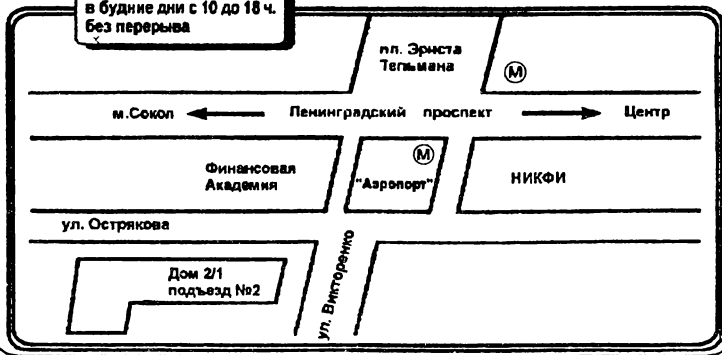 в будние дни с 10 до 18 ч.
без перерыва
пл. Эрнста
Тельмана
М
м.Сокол
Ленинградский проспект
Центр
Финансовая
Академия
М
"Аэропорт"
НИКФИ
ул. Острякова
ул. Викторенко
Дом 2/1
подъезд №2